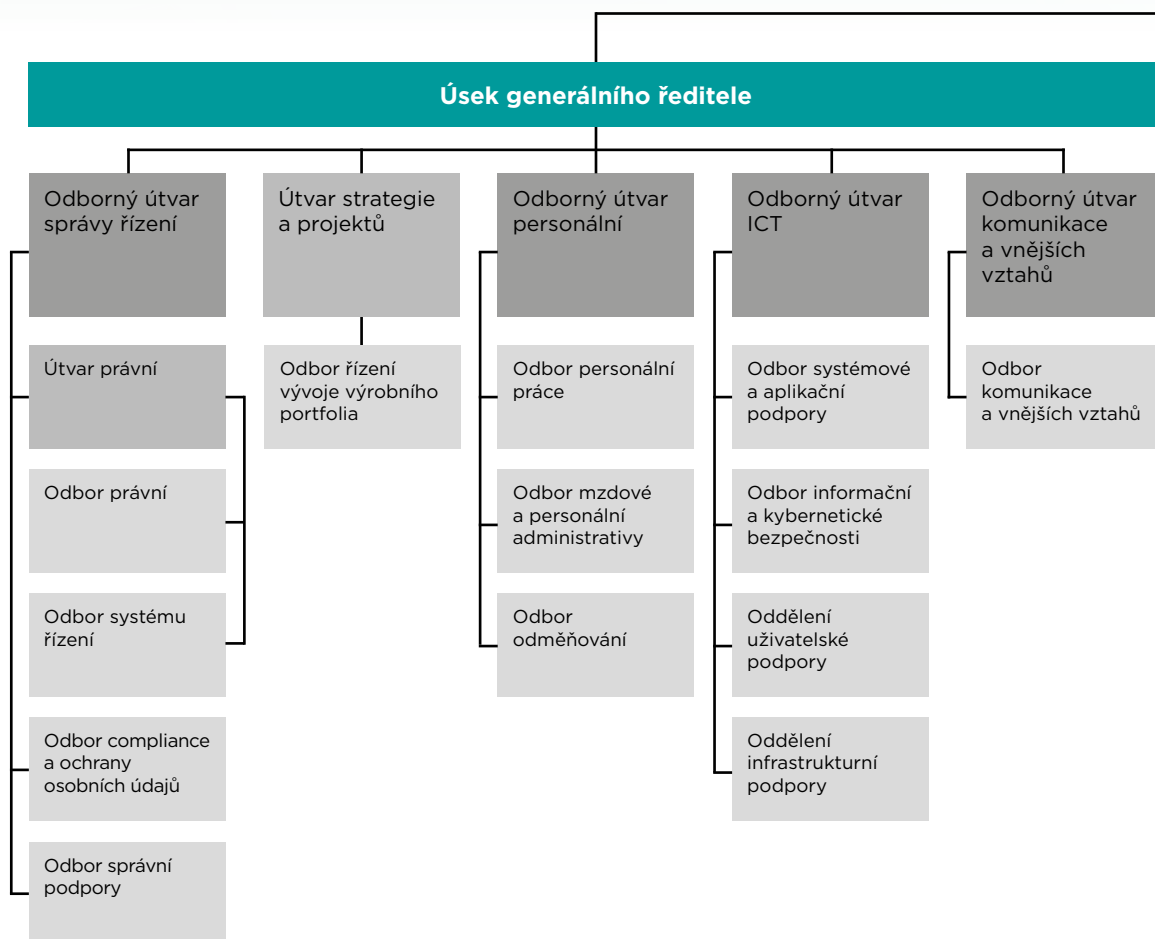 Úsek generálního ředitele
Odborný útvar
správy řízení
Útvar právní
Odbor právní
Odbor systému
řízení
Odbor compliance
a ochrany
osobních údajů
Odbor správní
podpory
Útvar strategie
a projektů
Odbor řízení
vývoje výrobního
portfolia
Odborný útvar
personální
Odbor personální
práce
Odbor mzdové
a personální
administrativy
Odbor
odměňování
Odborný útvar
ICT
Odbor systémové
a aplikační
podpory
Odbor informační
a kybernetické
bezpečnosti
Oddělení
uživatelské
podpory
Oddělení
infrastrukturní
podpory
Odborný útvar
komunikace
a vnějších
vztahů
Odbor
komunikace
a vnějších vztahů